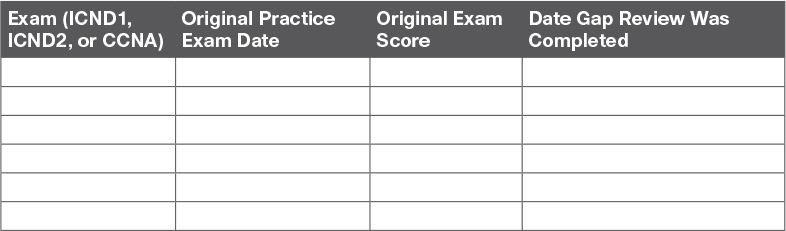 Exam (ICND1, ICND2, or CCNA)
Original Practice Exam Date
Original Exam Score
Date Gap Review Was Completed